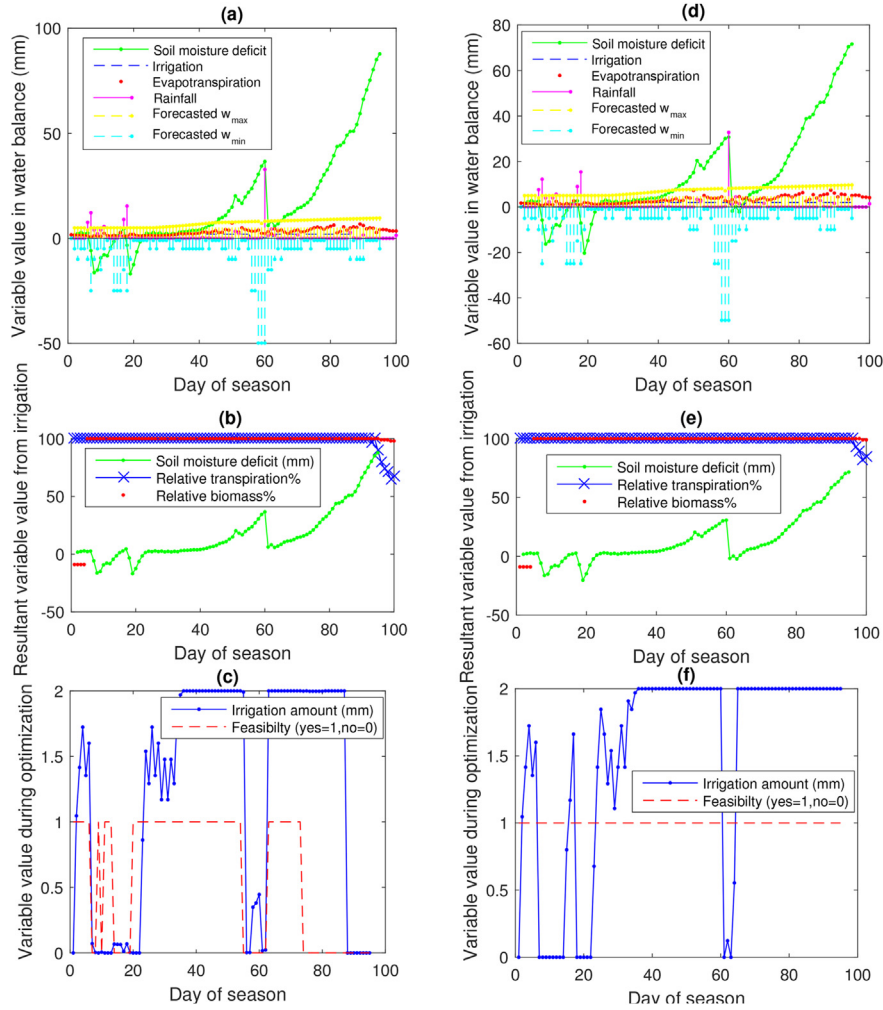 (a)
Variable value in water balance (mm)
100
50
0
-50
Soil moisture deficit
Irrigation
Evapotranspiration
Rainfall
Forecasted wmax
Forecasted wmin
0 20 40 60 80 100
Day of season
(d)
Variable value in water balance (mm)
80
60
40
20
0
-20
-40
-60
Soil moisture deficit
Irrigation
Evapotranspiration
Rainfall
Forecasted wmax
Forecasted wmin
0 20 40 60 80 100
Day of season
(b)
Resultant variable value from irrigation
100
50
0
-50
Soil moisture deficit (mm)
Relative transpiration%
Relative biomass%
0 20 40 60 80 100
Day of season
(e)
Resultant variable value from irrigation
100
50
0
-50
Soil moisture deficit (mm)
Relative transpiration%
Relative biomass%
0 20 40 60 80 100
Day of season
(c)
Variable value during optimization
2
1.5
1
0.5
0
Irrigation amount (mm)
Feasibilty (yes=1,no=0)
0 20 40 60 80 100
Day of season
(f)
Variable value during optimization
2
1.5
1
0.5
0
Irrigation amount (mm)
Feasibilty (yes=1,no=0)
0 20 40 60 80 100
Day of season